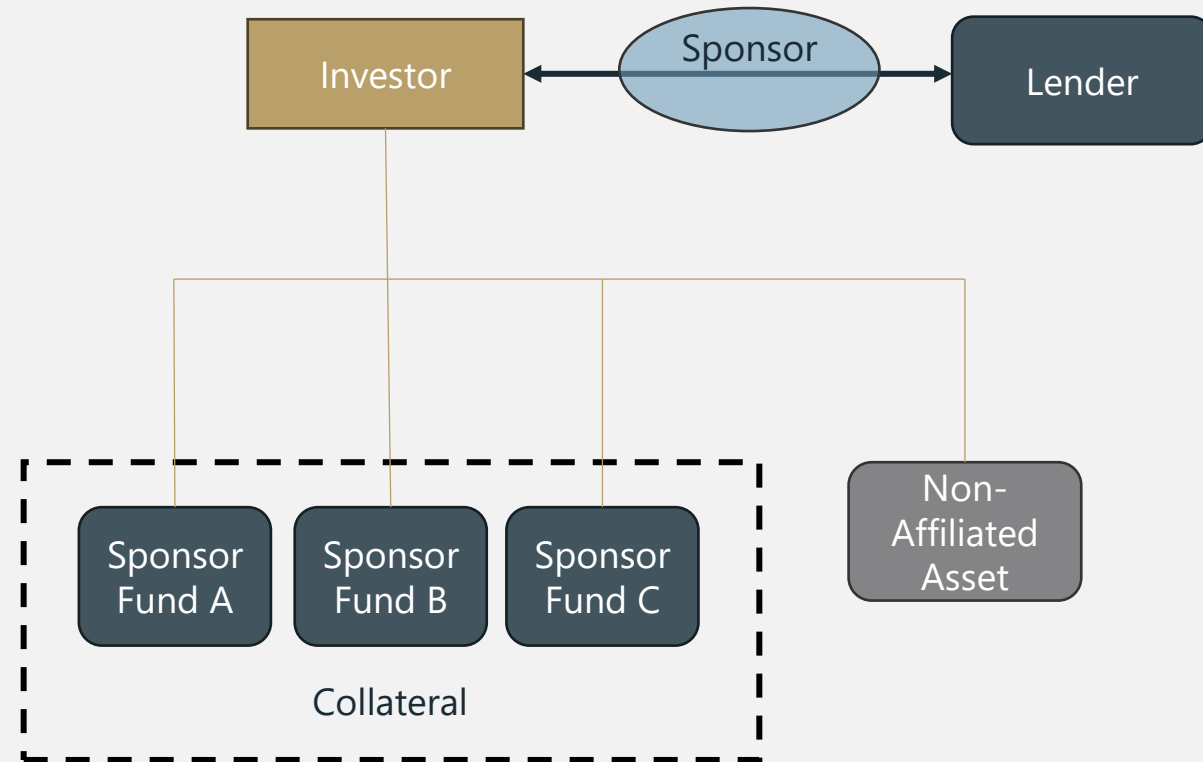 Investor
Sponsor
Lender
Sponsor
Fund A
Sponsor
Fund B
Sponsor
Fund C
Non-
Affiliated
Asset
Collateral